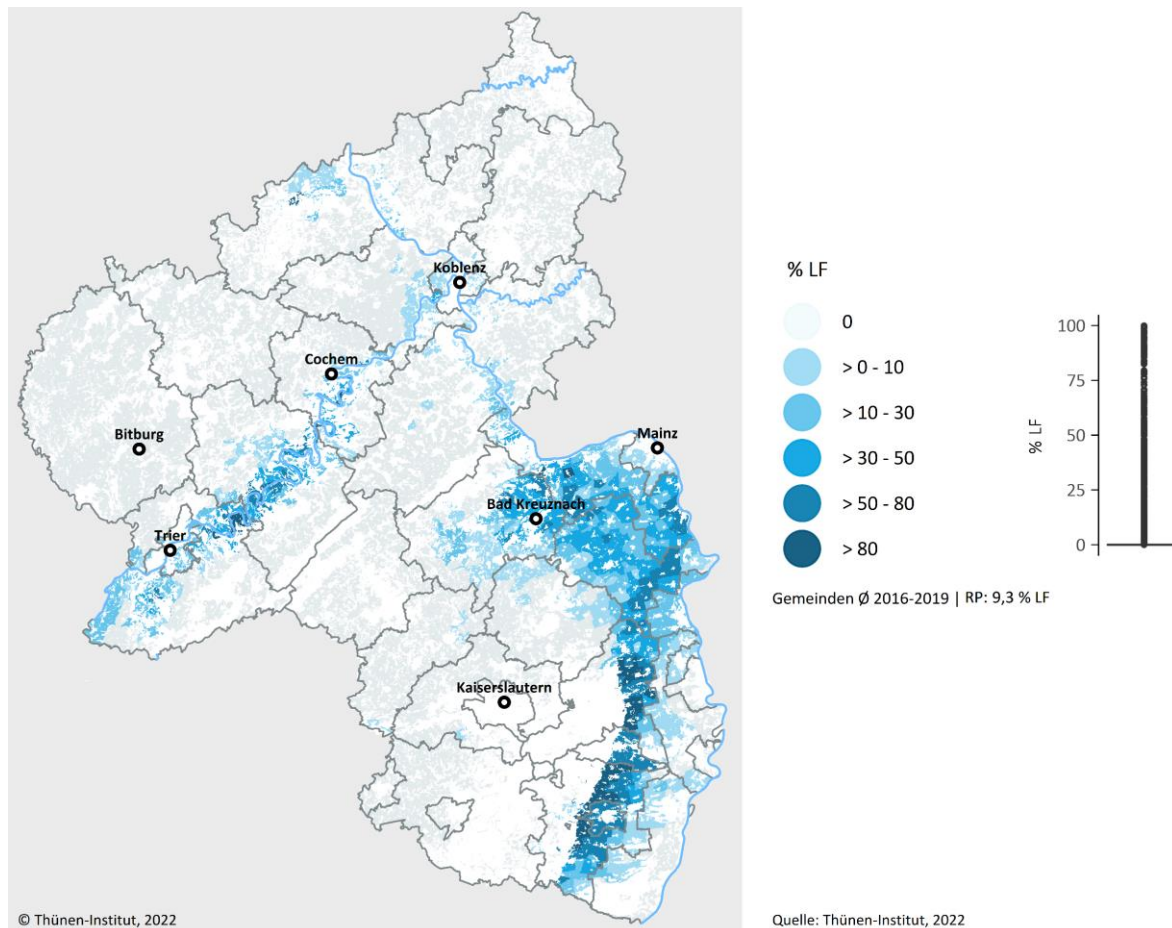 Koblenz
Cochem
Bitburg
Mainz
Bad Kreuznach
Trier
Kaiserslautern
© Thünen-Institut, 2022
% LF
0
> 0 - 10
> 10 - 30
> 30 - 50
> 50 - 80
> 80
Gemeinden Ø 2016-2019 | RP: 9,3 % LF
% LF
100
75
50
25
0
Quelle: Thünen-Institut, 2022